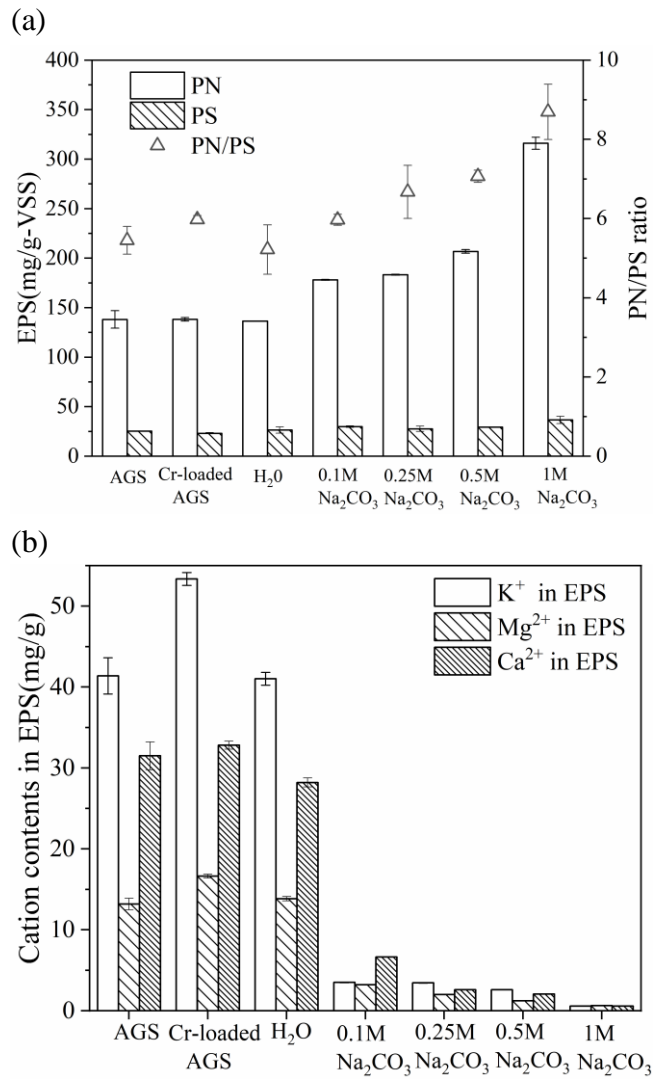 (a)
400
350
300
250
200
150
100
50
0
EPS(mg/g-VSS)
PN
PS
PN/PS
10
8
6
4
2
0
PN/PS ratio
AGS
Cr-loaded
AGS
H₂0
0.1M
Na₂CO₃
0.25M
Na₂CO₃
0.5M
Na₂CO₃
1M
Na₂CO₃
(b)
50
40
30
20
10
0
Cation contents in EPS(mg/g)
K⁺ in EPS
Mg²⁺ in EPS
Ca²⁺ in EPS
AGS
Cr-loaded
AGS
H₂O
0.1M
Na₂CO₃
0.25M
Na₂CO₃
0.5M
Na₂CO₃
1M
Na₂CO₃